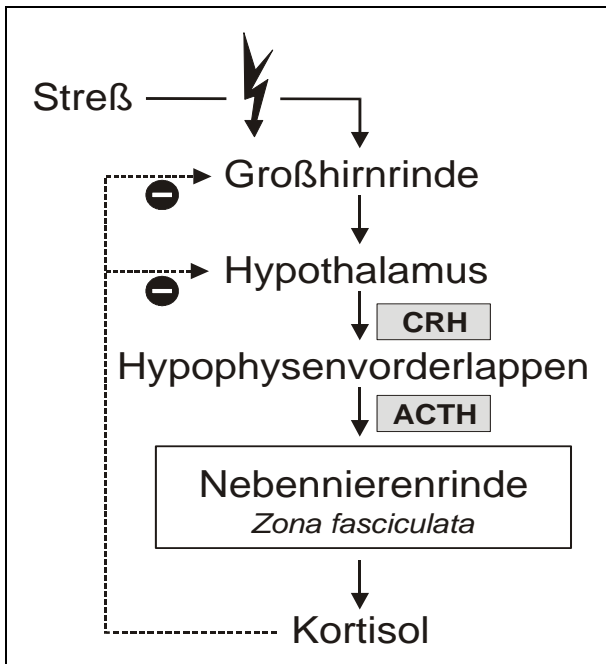 Streß
Großhirnrinde
Hypothalamus
CRH
Hypophysenvorderlappen
ACTH
Nebennierenrinde
Zona fasciculata
Kortisol